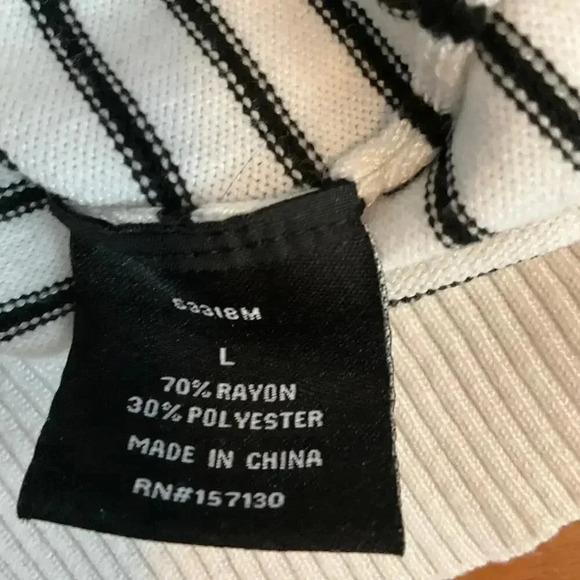 S3318M
L
70% RAYON
30% POLYESTER
MADE IN CHINA
RN#157130